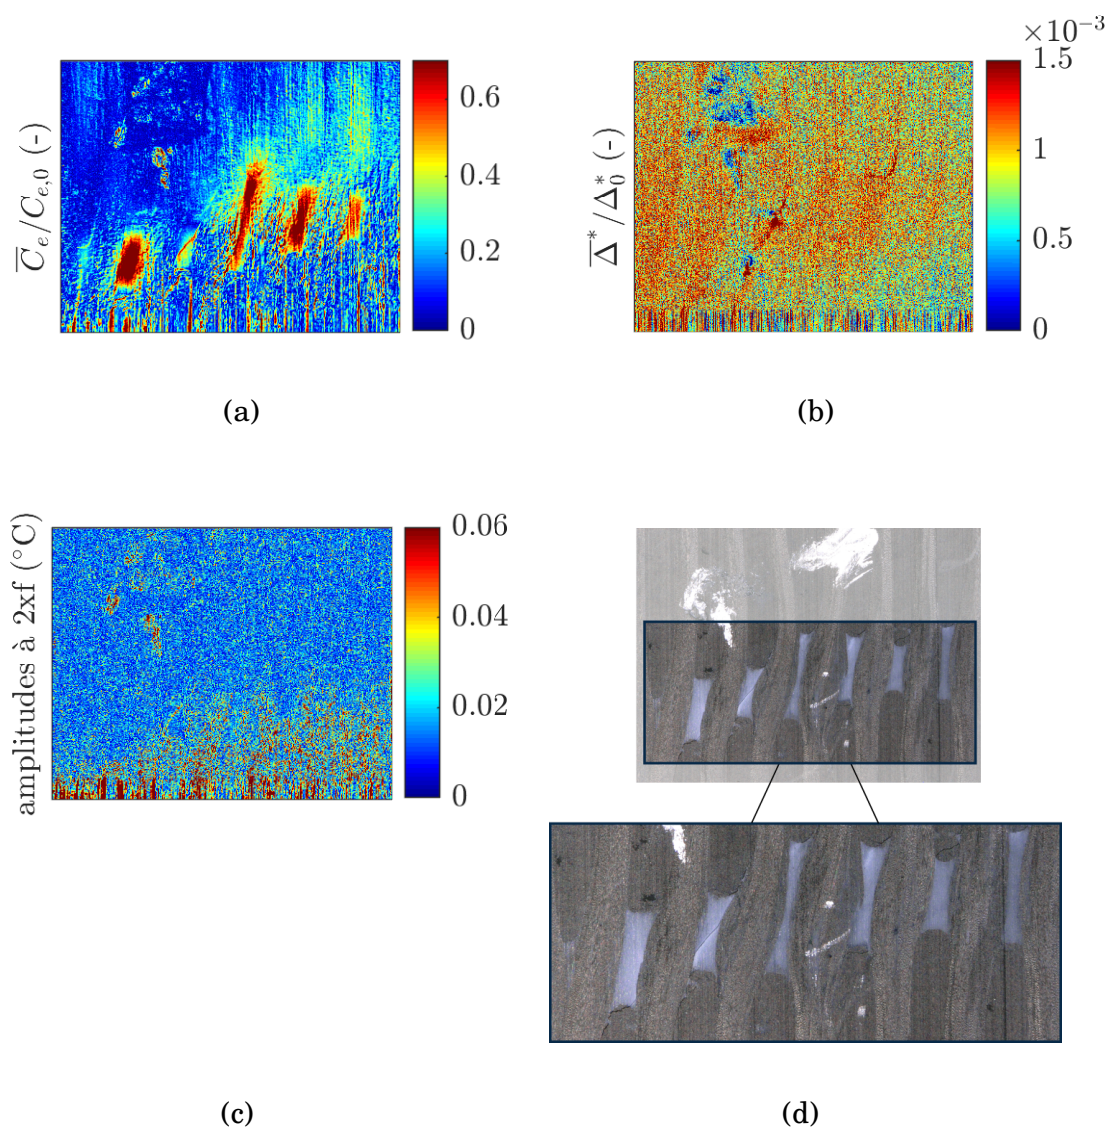 ×10⁻³
C̅ₑ/Cₑ,₀ (-)
0.6
0.4
0.2
0
Δ̅*/Δ₀* (-)
1.5
1
0.5
0
(a)
(b)
amplitudes à 2xf (°C)
0.06
0.04
0.02
0
(c)
(d)